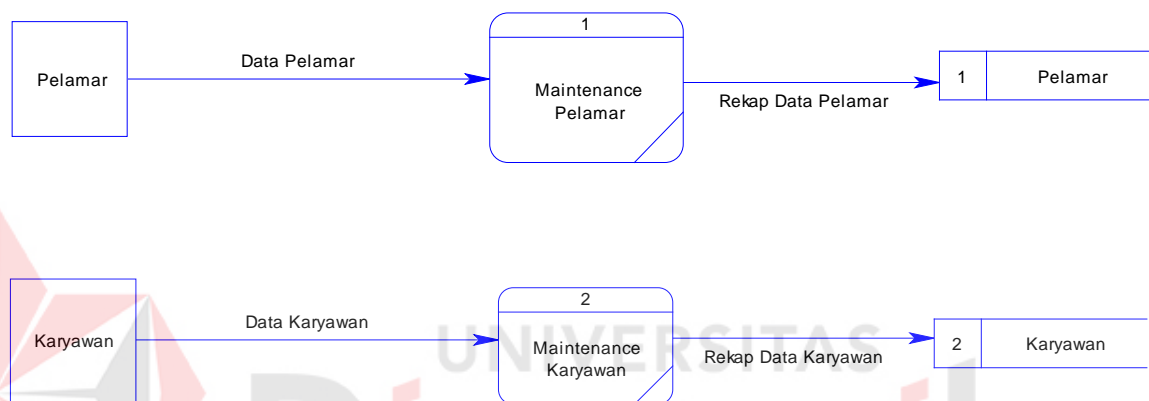 1
Pelamar
Data Pelamar
Maintenance
Pelamar
Rekap Data Pelamar
1
Pelamar
2
Karyawan
Data Karyawan
Maintenance
Karyawan
Rekap Data Karyawan
2
Karyawan
UNIVERSITAS